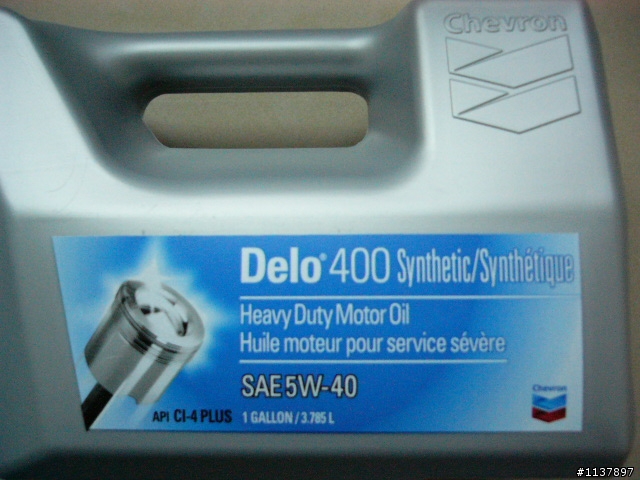 Chevron
Delo® 400 Synthetic/Synthétique
Heavy Duty Motor Oil
Huile moteur pour service sévère
SAE 5W-40
API CI-4 PLUS 1 GALLON / 3.785 L
Chevron
#1137897